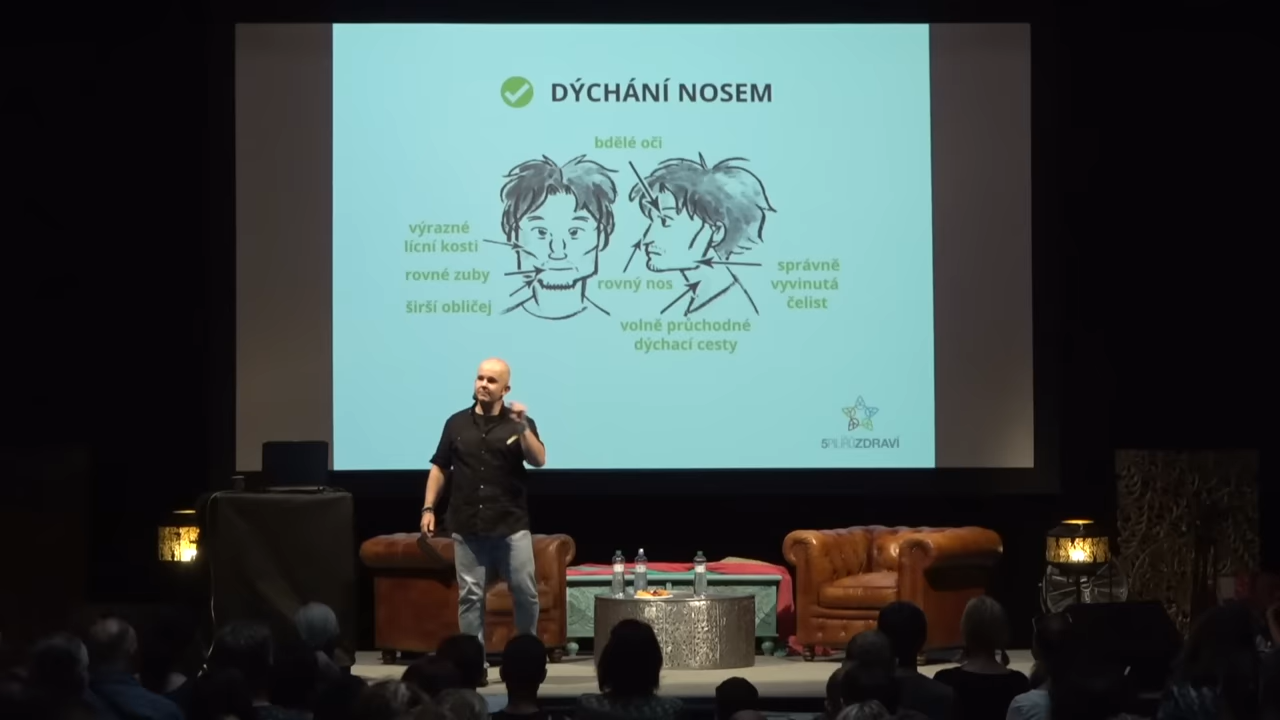 DÝCHÁNÍ NOSEM
bdělé oči
výrazné
lícní kosti
rovné zuby
širší obličej
rovný nos
správně
vyvinutá
čelist
volně průchodné
dýchací cesty
5PILÍŘŮZDRAVÍ